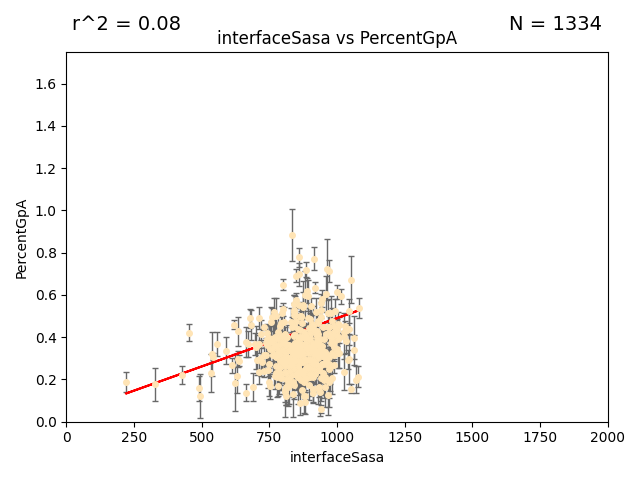 r^2 = 0.08
N = 1334
interfaceSasa vs PercentGpA
1.6
1.4
1.2
1.0
0.8
0.6
0.4
0.2
0.0
PercentGpA
0 250 500 750 1000 1250 1500 1750 2000
interfaceSasa